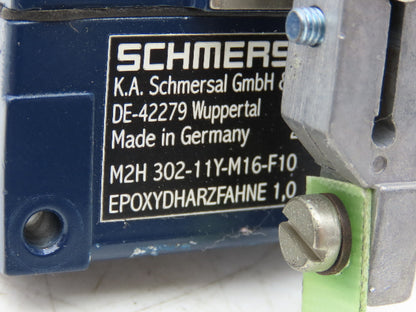 SCHMERS
K.A. Schmersal GmbH &
DE-42279 Wuppertal
Made in Germany
M2H 302-11Y-M16-F10
EPOXYDHARZFAHNE 1,0